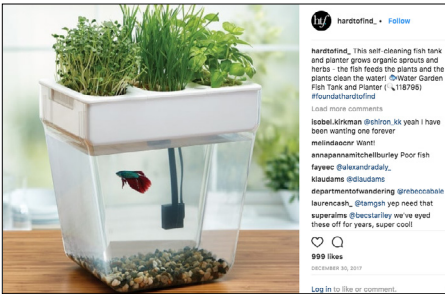 htf
hardtofind_ • Follow
hardtofind_ This self-cleaning fish tank
and planter grows organic sprouts and
herbs - the fish feeds the plants and the
plants clean the water! 🐟Water Garden
Fish Tank and Planter (🔍118795)
#foundathardtofind
Load more comments
isobel.kirkman @shiron_kk yeah I have
been wanting one forever
melindaocnr Want!
annapannamitchellburley Poor fish
fayeec @alexandradaly_
klaudams @dlaudams
departmentofwandering @rebeccabale
laurencash_ @tamgsh yep need that
superaims @becstariley we've eyed
these off for years, super cool!
999 likes
DECEMBER 30, 2017
Log in to like or comment.